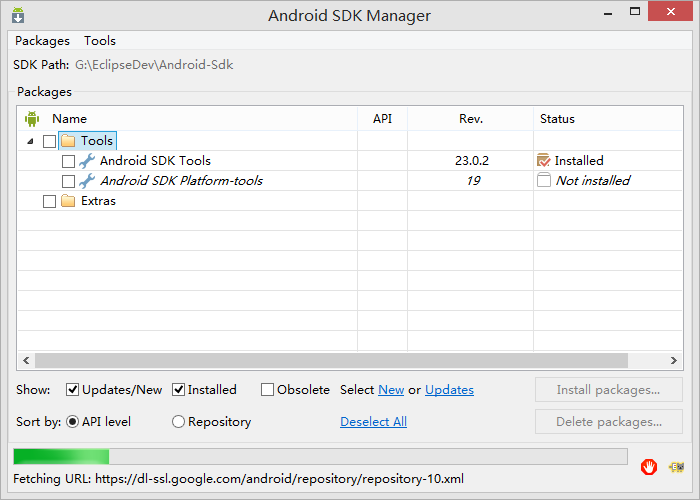 Android SDK Manager
Packages Tools
SDK Path: G:\EclipseDev\Android-Sdk
Packages
Name API Rev. Status
Tools
Android SDK Tools 23.0.2 Installed
Android SDK Platform-tools 19 Not installed
Extras
Show: Updates/New Installed Obsolete Select New or Updates Install packages...
Sort by: API level Repository Deselect All Delete packages...
Fetching URL: https://dl-ssl.google.com/android/repository/repository-10.xml